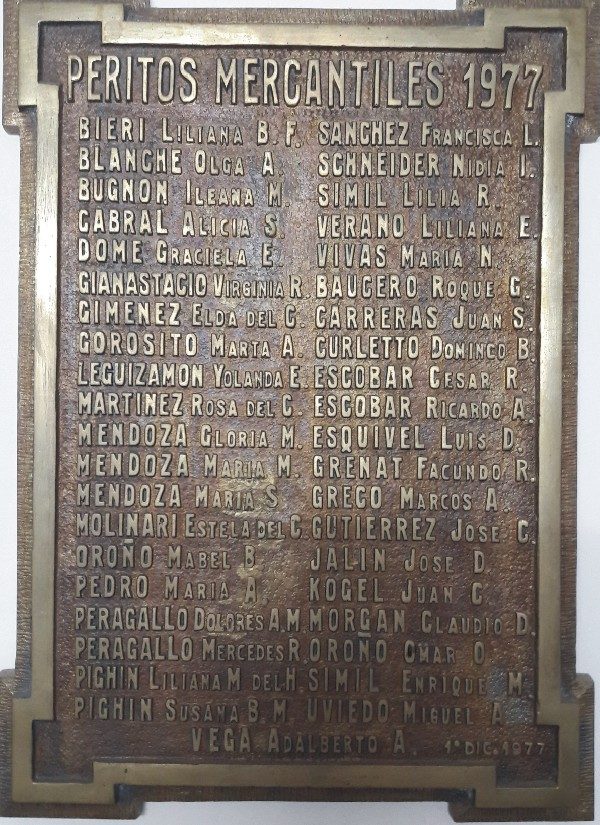 PERITOS MERCANTILES 1977
BIERI LILIANA B. F. SANCHEZ FRANCISCA L.
BLANCHE OLGA A. SCHNEIDER NIDIA I.
BUGNON ILEANA M. SIMIL LILIA R.
CABRAL ALICIA S. VERANO LILIANA E.
DOME GRACIELA E. VIVAS MARIA N
GIANASTACIO VIRGINIA R. BAUCERO ROQUE G.
GIMENEZ ELDA DEL C. CARRERAS JUAN S.
GOROSITO MARTA A. CURLETTO DOMINGO B.
LEGUIZAMON YOLANDA E. ESCOBAR CESAR R.
MARTINEZ ROSA DEL C. ESCOBAR RICARDO A.
MENDOZA GLORIA M. ESQUIVEL LUIS D.
MENDOZA MARIA M. GRENAT FACUNDO R.
MENDOZA MARIA S. GRECO MARCOS A.
MOLINARI ESTELA DEL C. GUTIERREZ JOSE C.
OROÑO MABEL B JALIN JOSE D
PEDRO MARIA A. KOGEL JUAN C
PERAGALLO DOLORES A.M MORGAN CLAUDIO D.
PERAGALLO MERCEDES R. OROÑO OMAR O.
PIGHIN LILIANA M DEL H SIMIL ENRIQUE M.
PIGHIN SUSANA B. M. UVIEDO MIGUEL A.
VEGA ADALBERTO A. 1º DIC. 1977